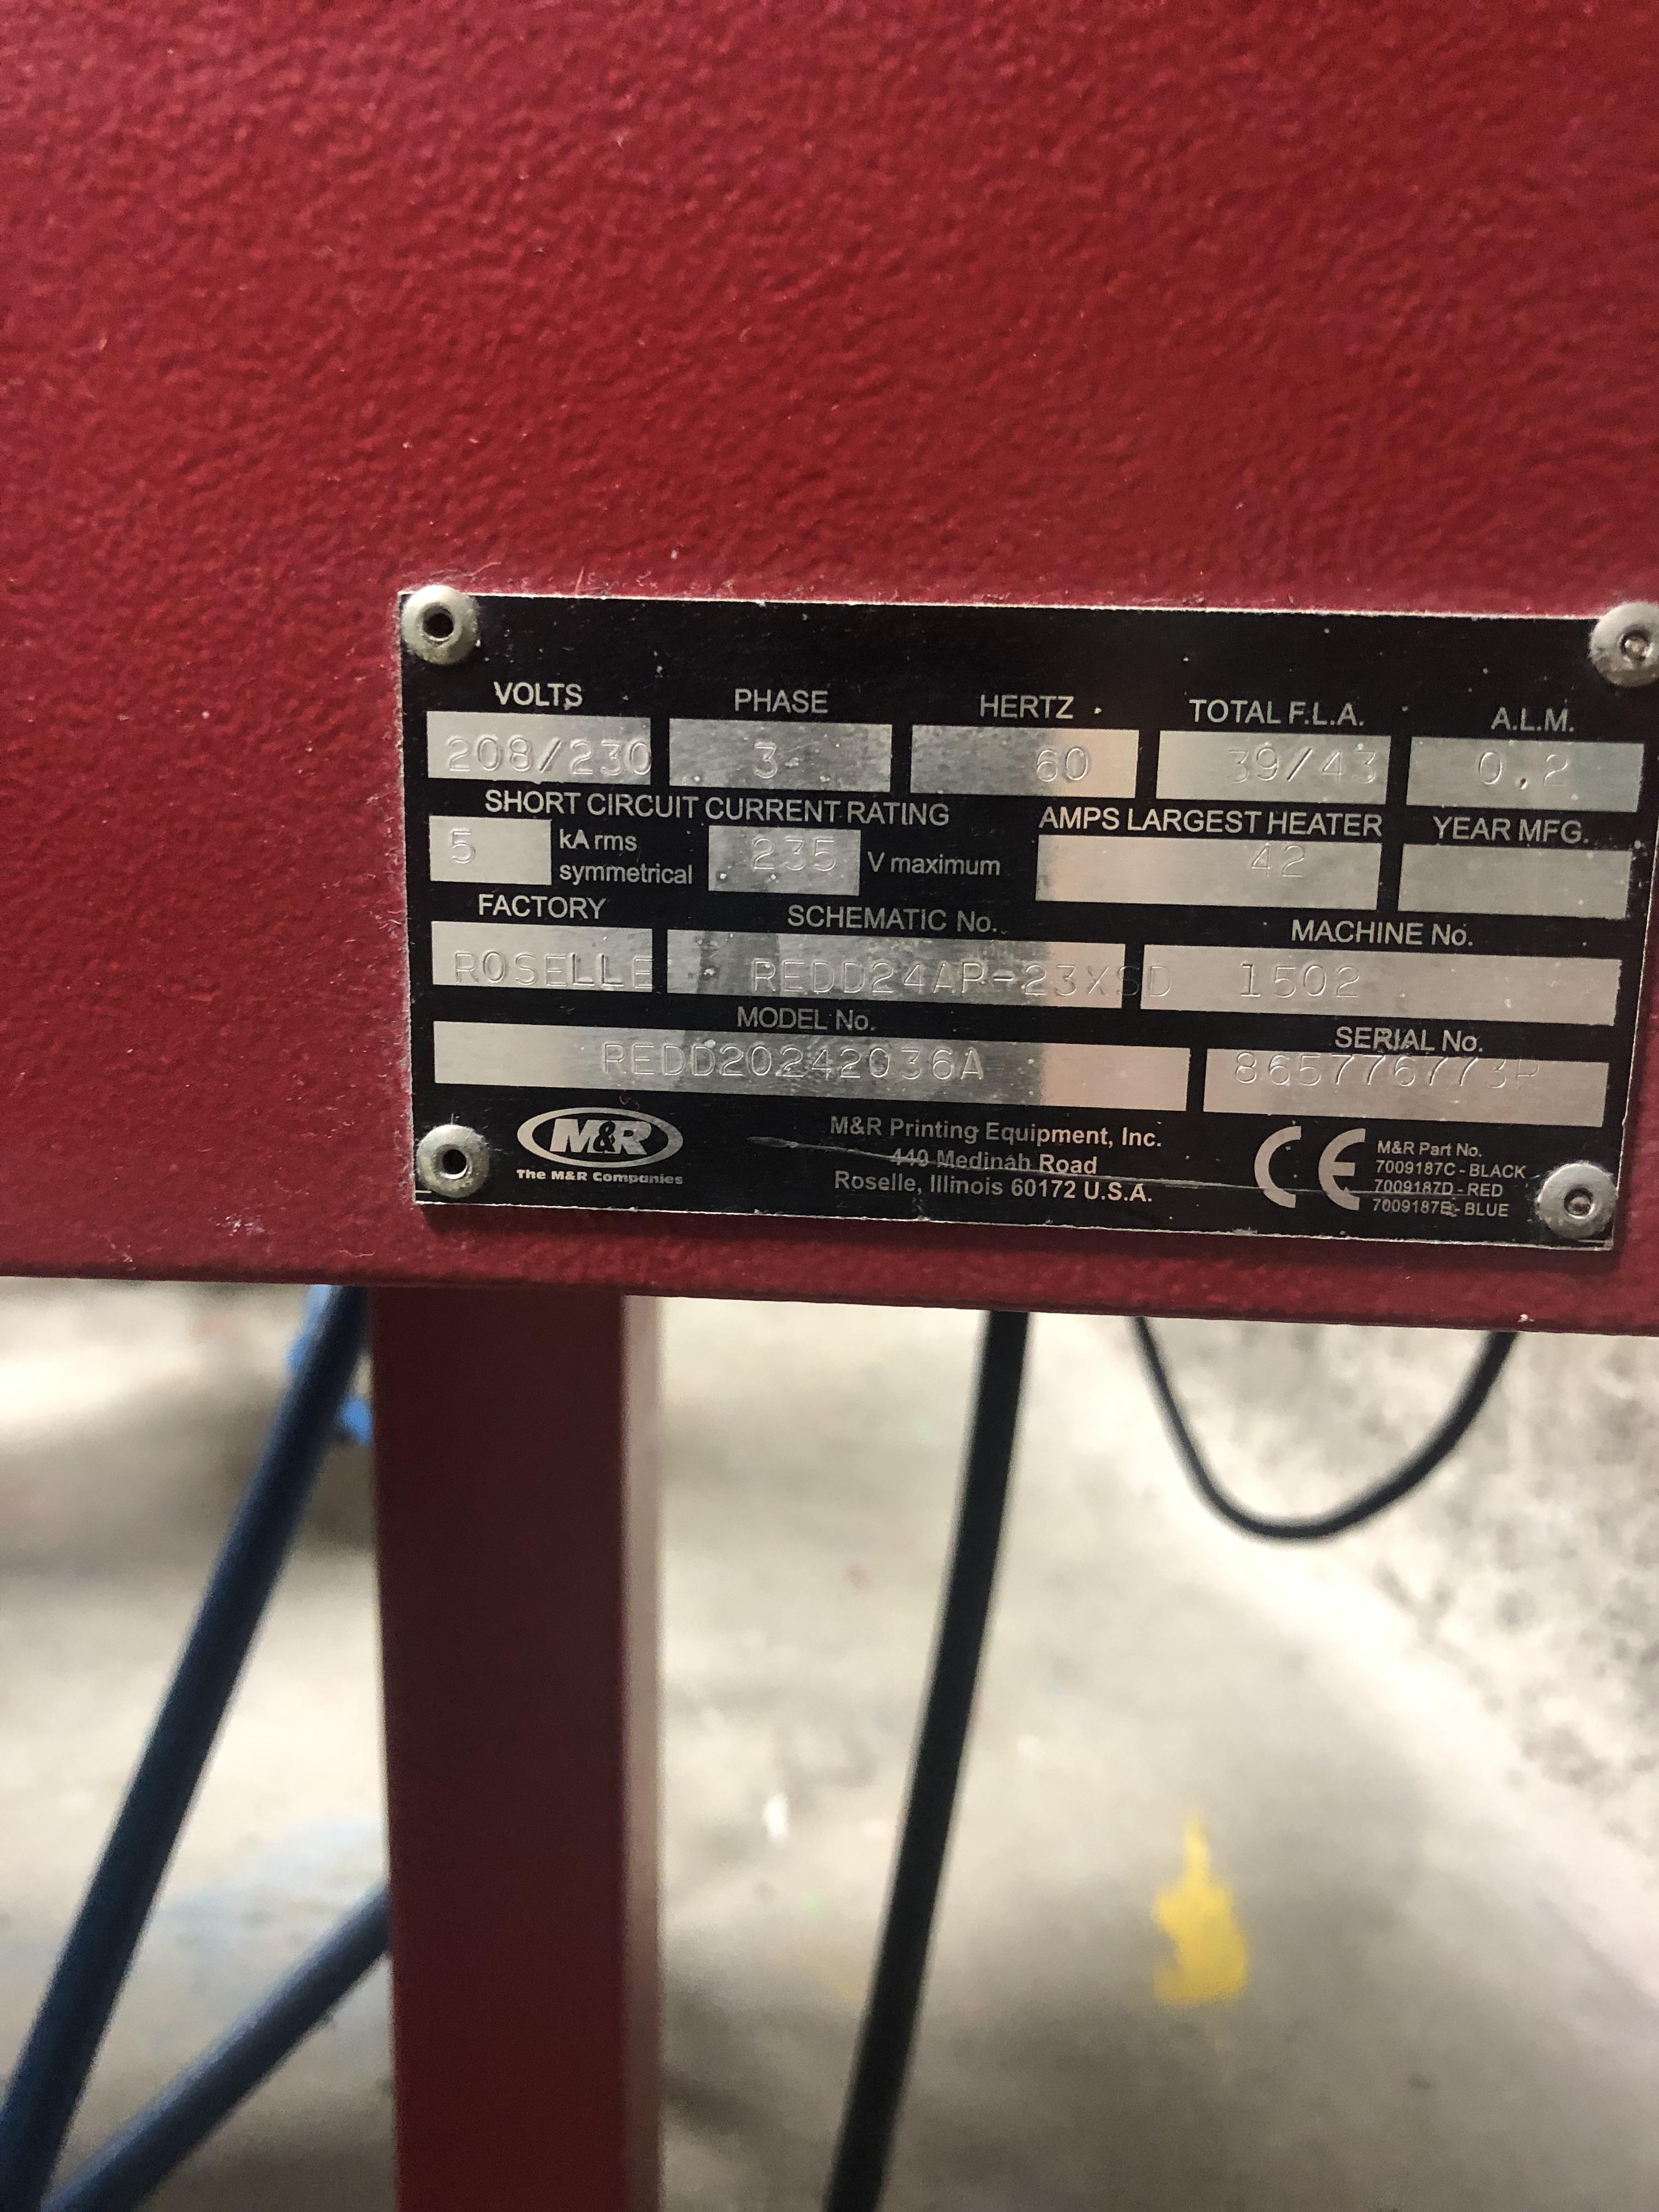 VOLTS PHASE HERTZ TOTAL F.L.A. A.L.M.
208/230 3 60 39/43 0.2
SHORT CIRCUIT CURRENT RATING AMPS LARGEST HEATER YEAR MFG.
5 kA rms symmetrical 235 V maximum 42
FACTORY SCHEMATIC No. MACHINE No.
ROSELLE REDD24AP-23XSD 1502
MODEL No. SERIAL No.
REDD20242036A 865776773P
M&R
The M&R Companies
M&R Printing Equipment, Inc.
440 Medinah Road
Roselle, Illinois 60172 U.S.A.
CE
M&R Part No.
7009187C - BLACK
7009187D - RED
7009187E - BLUE